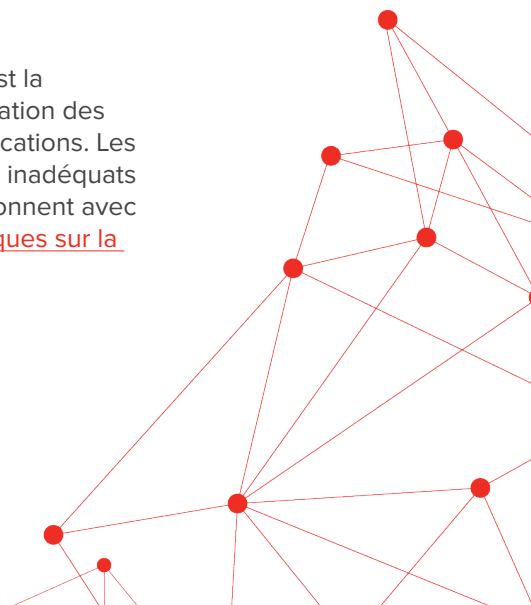 st la
ation des
cations. Les
inadéquats
onnent avec
ques sur la